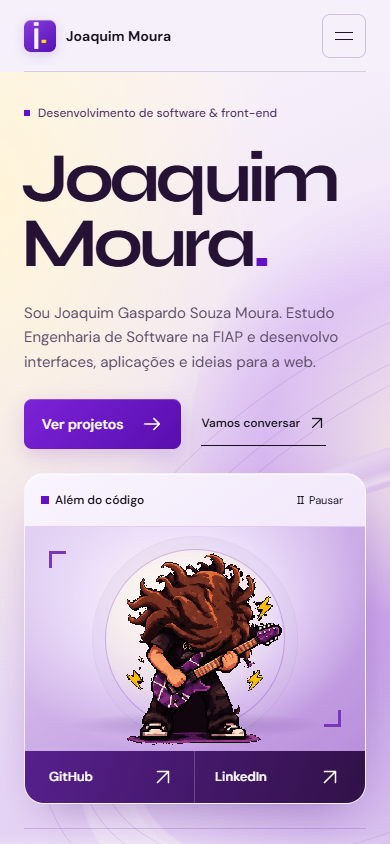 j.
Joaquim Moura
Desenvolvimento de software & front-end
Joaquim
Moura.
Sou Joaquim Gaspardo Souza Moura. Estudo
Engenharia de Software na FIAP e desenvolvo
interfaces, aplicações e ideias para a web.
Ver projetos
Vamos conversar
Além do código
Pausar
GitHub
LinkedIn